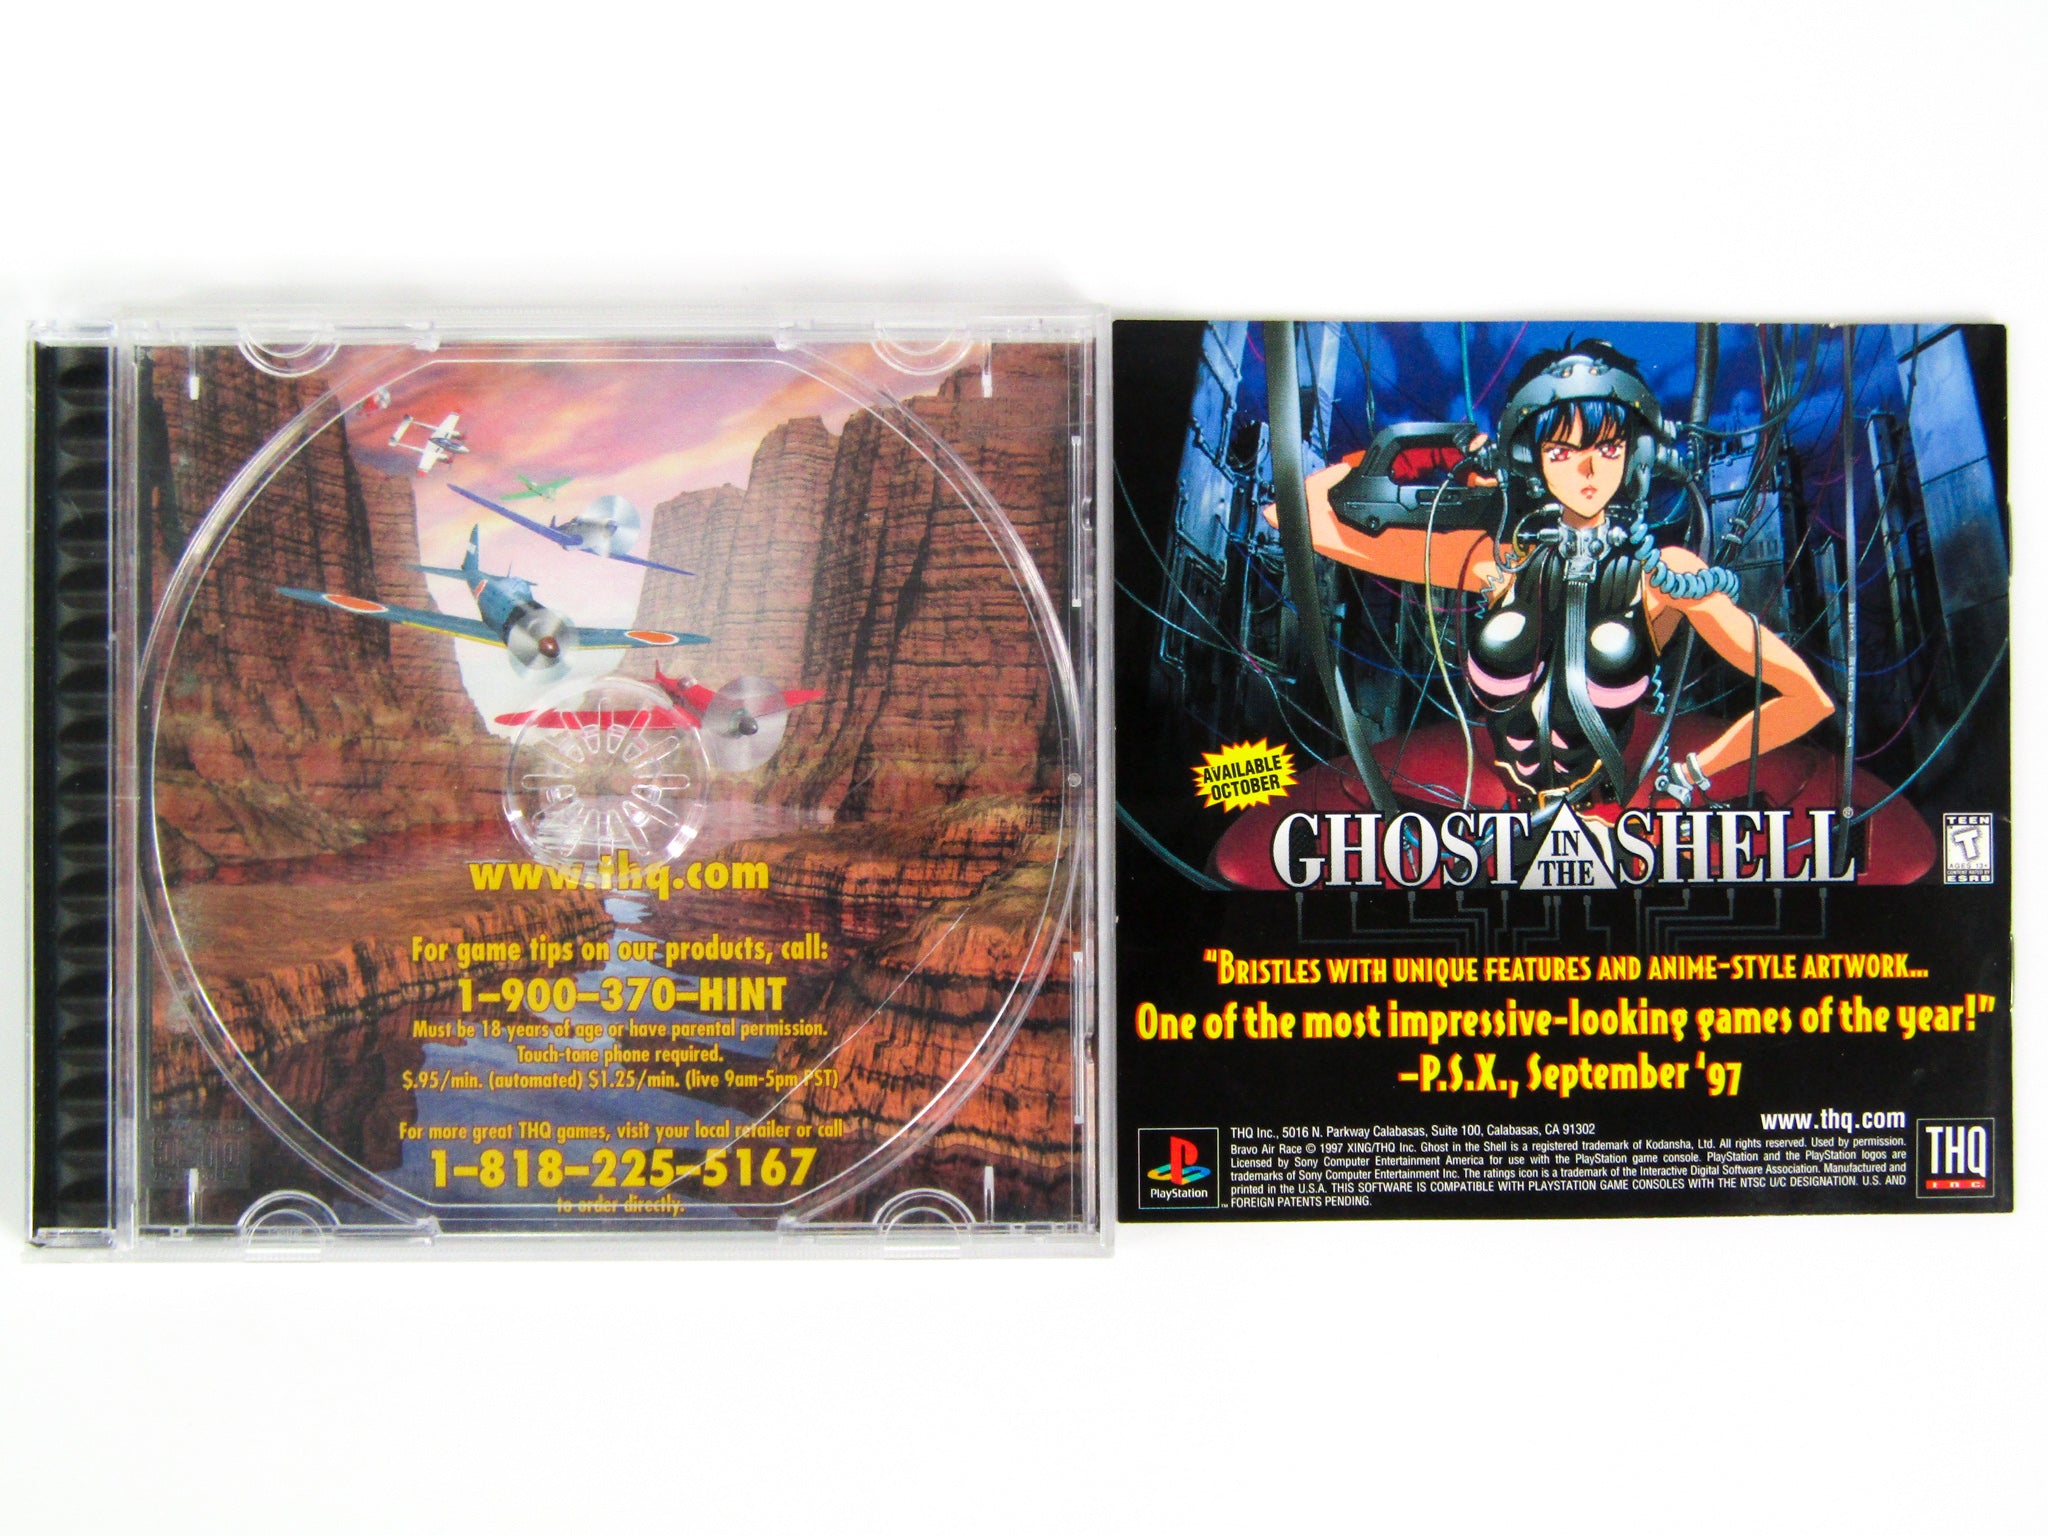 www.thq.com
For game tips on our products, call:
1-900-370-HINT
Must be 18 years of age or have parental permission.
Touch-tone phone required.
$.95/min. (automated) $1.25/min. (live 9am-5pm PST)
For more great THQ games, visit your local retailer or call
1-818-225-5167
to order directly.
AVAILABLE
OCTOBER
GHOST IN THE SHELL®
TEEN
T
AGES 13+
CONTENT RATED BY
ESRB
"BRISTLES WITH UNIQUE FEATURES AND ANIME-STYLE ARTWORK...
One of the most impressive-looking games of the year!"
-P.S.X., September '97
www.thq.com
THQ Inc., 5016 N. Parkway Calabasas, Suite 100, Calabasas, CA 91302
Bravo Air Race © 1997 XING/THQ Inc. Ghost in the Shell is a registered trademark of Kodansha, Ltd. All rights reserved. Used by permission.
Licensed by Sony Computer Entertainment America for use with the PlayStation game console. PlayStation and the PlayStation logos are
trademarks of Sony Computer Entertainment Inc. The ratings icon is a trademark of the Interactive Digital Software Association. Manufactured and
printed in the U.S.A. THIS SOFTWARE IS COMPATIBLE WITH PLAYSTATION GAME CONSOLES WITH THE NTSC U/C DESIGNATION. U.S. AND
FOREIGN PATENTS PENDING.
PlayStation
™
THQ
INC.